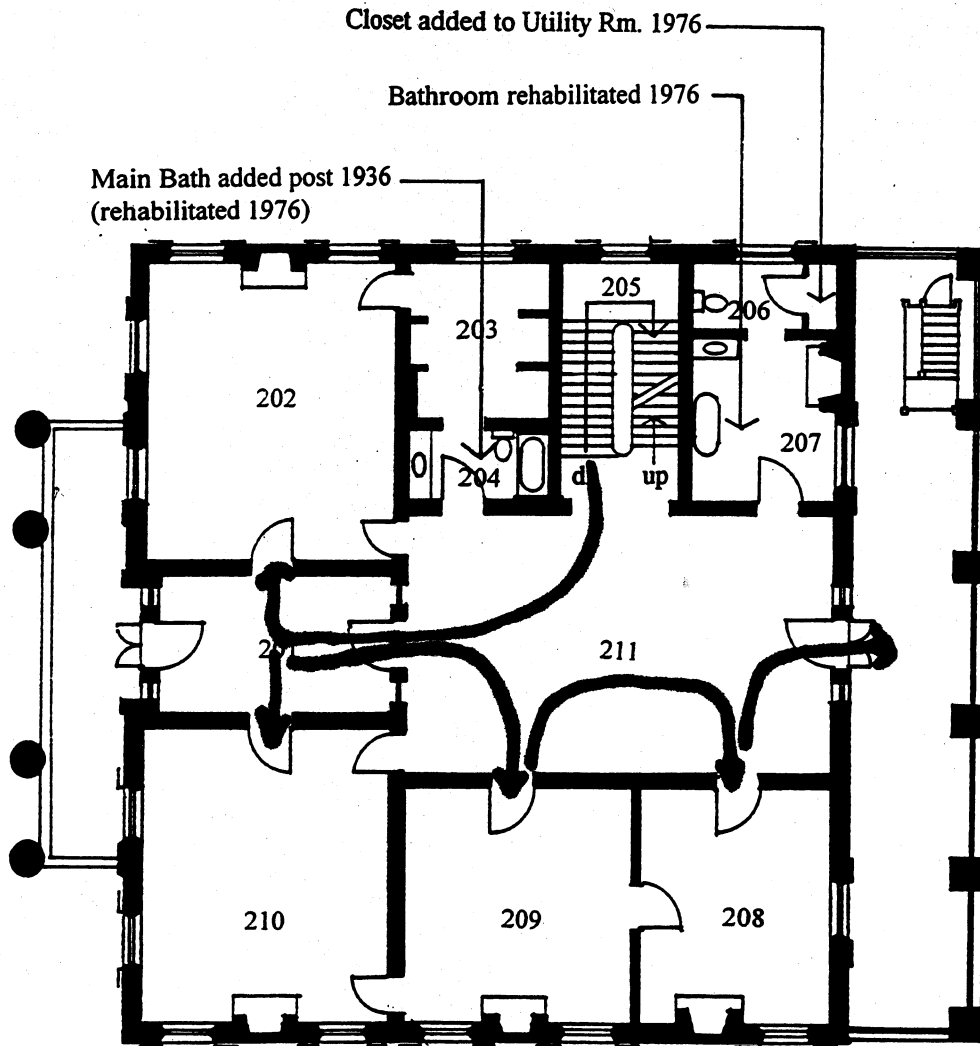 Closet added to Utility Rm. 1976
Bathroom rehabilitated 1976
Main Bath added post 1936
(rehabilitated 1976)
205
206
203
202
207
204
up
211
210
209
208